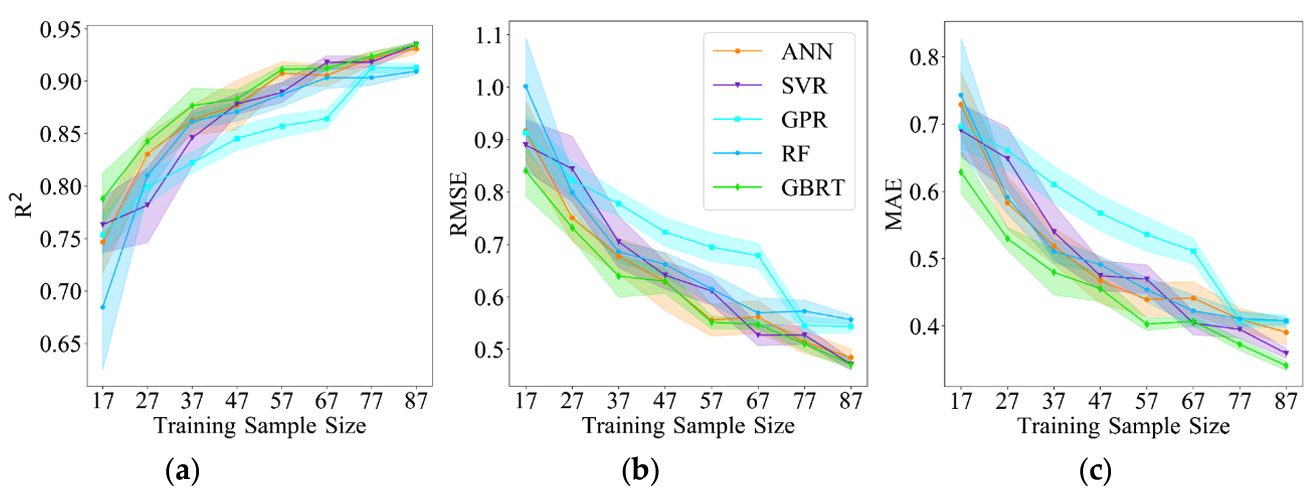 0.95
0.90
0.85
0.80
0.75
0.70
0.65
R²
17 27 37 47 57 67 77 87
Training Sample Size
(a)
1.1
1.0
0.9
0.8
0.7
0.6
0.5
RMSE
ANN
SVR
GPR
RF
GBRT
17 27 37 47 57 67 77 87
Training Sample Size
(b)
0.8
0.7
0.6
0.5
0.4
MAE
17 27 37 47 57 67 77 87
Training Sample Size
(c)